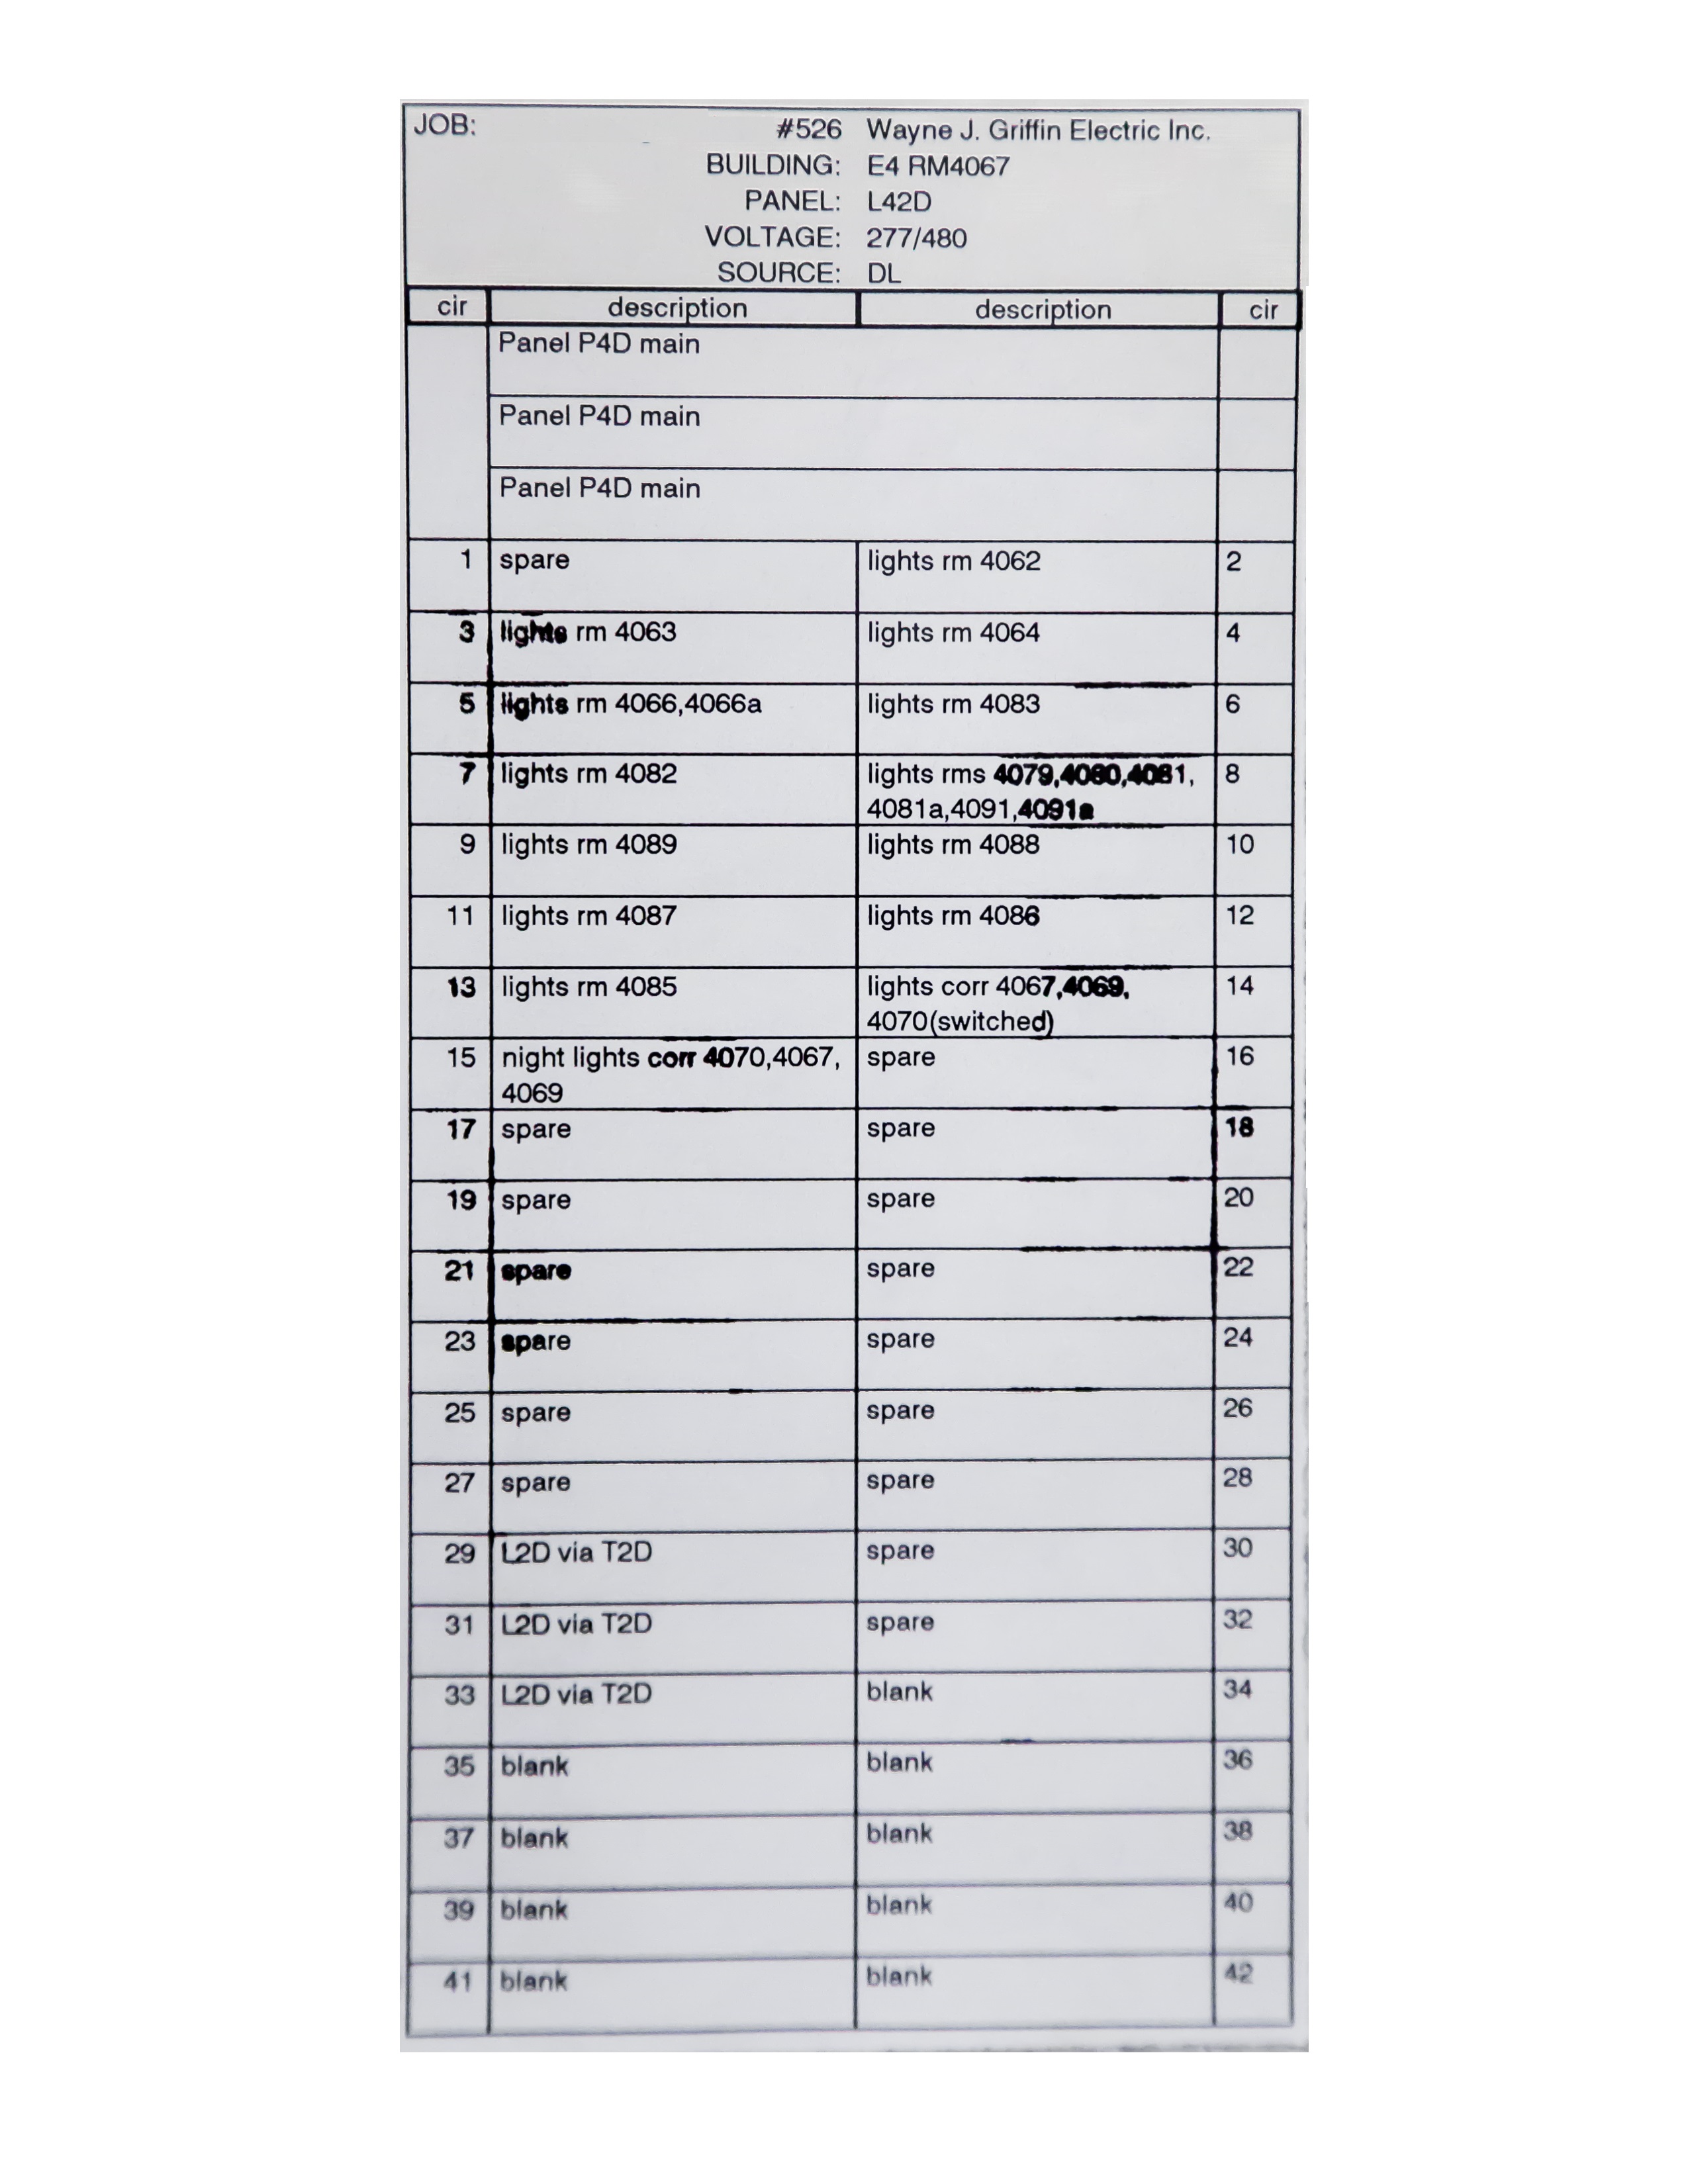 JOB: #526 Wayne J. Griffin Electric Inc.
BUILDING: E4 RM4067
PANEL: L42D
VOLTAGE: 277/480
SOURCE: DL
cir description description cir
Panel P4D main
Panel P4D main
Panel P4D main
1 spare lights rm 4062 2
3 lights rm 4063 lights rm 4064 4
5 lights rm 4066,4066a lights rm 4083 6
7 lights rm 4082 lights rms 4079,4080,4081, 8
4081a,4091,4091a
9 lights rm 4089 lights rm 4088 10
11 lights rm 4087 lights rm 4086 12
13 lights rm 4085 lights corr 4067,4069, 14
4070(switched)
15 night lights corr 4070,4067, spare 16
4069
17 spare spare 18
19 spare spare 20
21 spare spare 22
23 spare spare 24
25 spare spare 26
27 spare spare 28
29 L2D via T2D spare 30
31 L2D via T2D spare 32
33 L2D via T2D blank 34
35 blank blank 36
37 blank blank 38
39 blank blank 40
41 blank blank 42